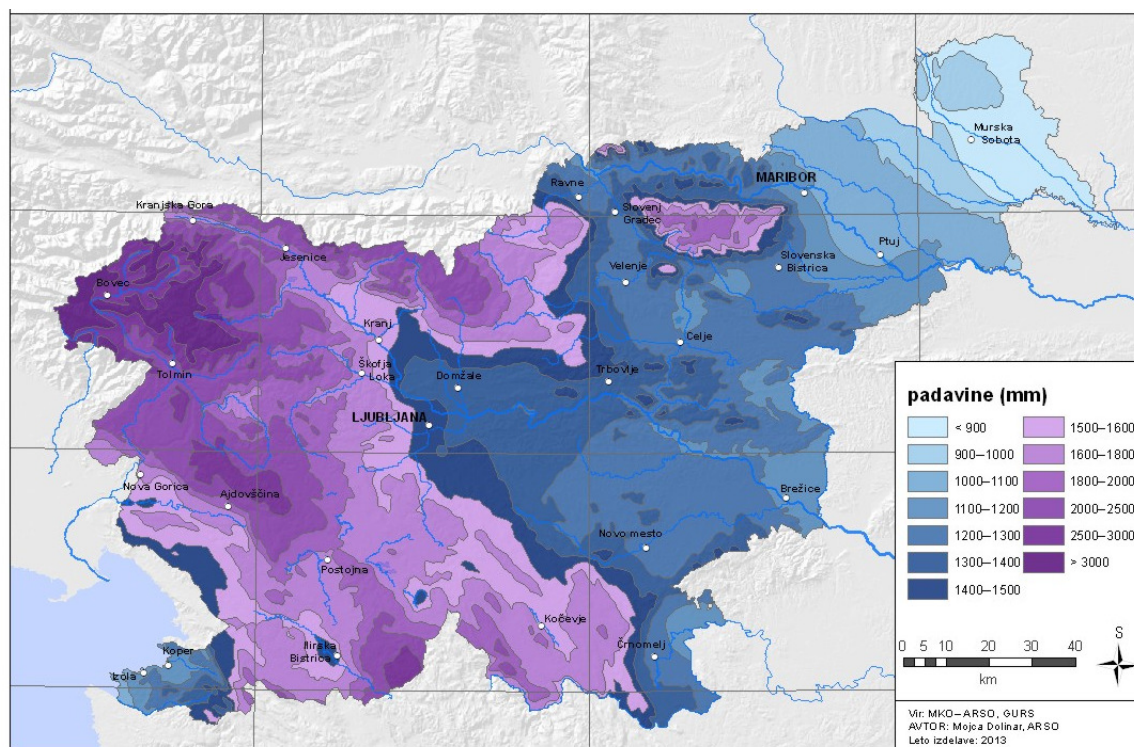 Murska
Sobota
MARIBOR
Ravne
Slovenj
Gradec
Kranjska Gora
Jesenice
Ptuj
Slovenska
Bistrica
Velenje
Bovec
Kranj
Celje
Tolmin
Škofja
Loka
Domžale
Trbovlje
LJUBLJANA
Nova Gorica
Ajdovščina
Brežice
Novo mesto
Postojna
Kočevje
Črnomelj
Ilirska
Bistrica
Koper
Izola
padavine (mm)
< 900
900–1000
1000–1100
1100–1200
1200–1300
1300–1400
1400–1500
1500–1600
1600–1800
1800–2000
2000–2500
2500–3000
> 3000
S
0 5 10 20 30 40
km
Vir: MKO–ARSO, GURS
AVTOR: Mojca Dolinar, ARSO
Leto izdelave: 2013